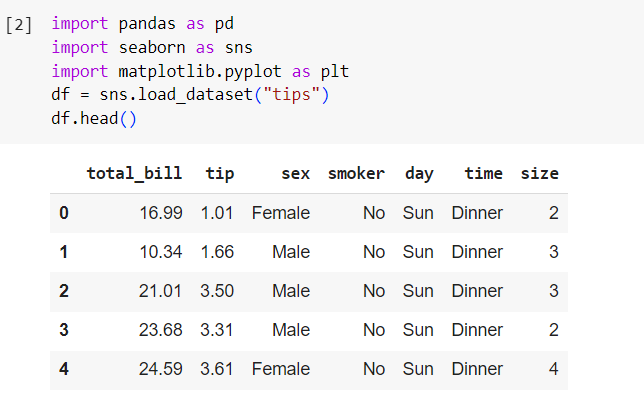 [2] import pandas as pd
import seaborn as sns
import matplotlib.pyplot as plt
df = sns.load_dataset("tips")
df.head()
total_bill tip sex smoker day time size
0 16.99 1.01 Female No Sun Dinner 2
1 10.34 1.66 Male No Sun Dinner 3
2 21.01 3.50 Male No Sun Dinner 3
3 23.68 3.31 Male No Sun Dinner 2
4 24.59 3.61 Female No Sun Dinner 4